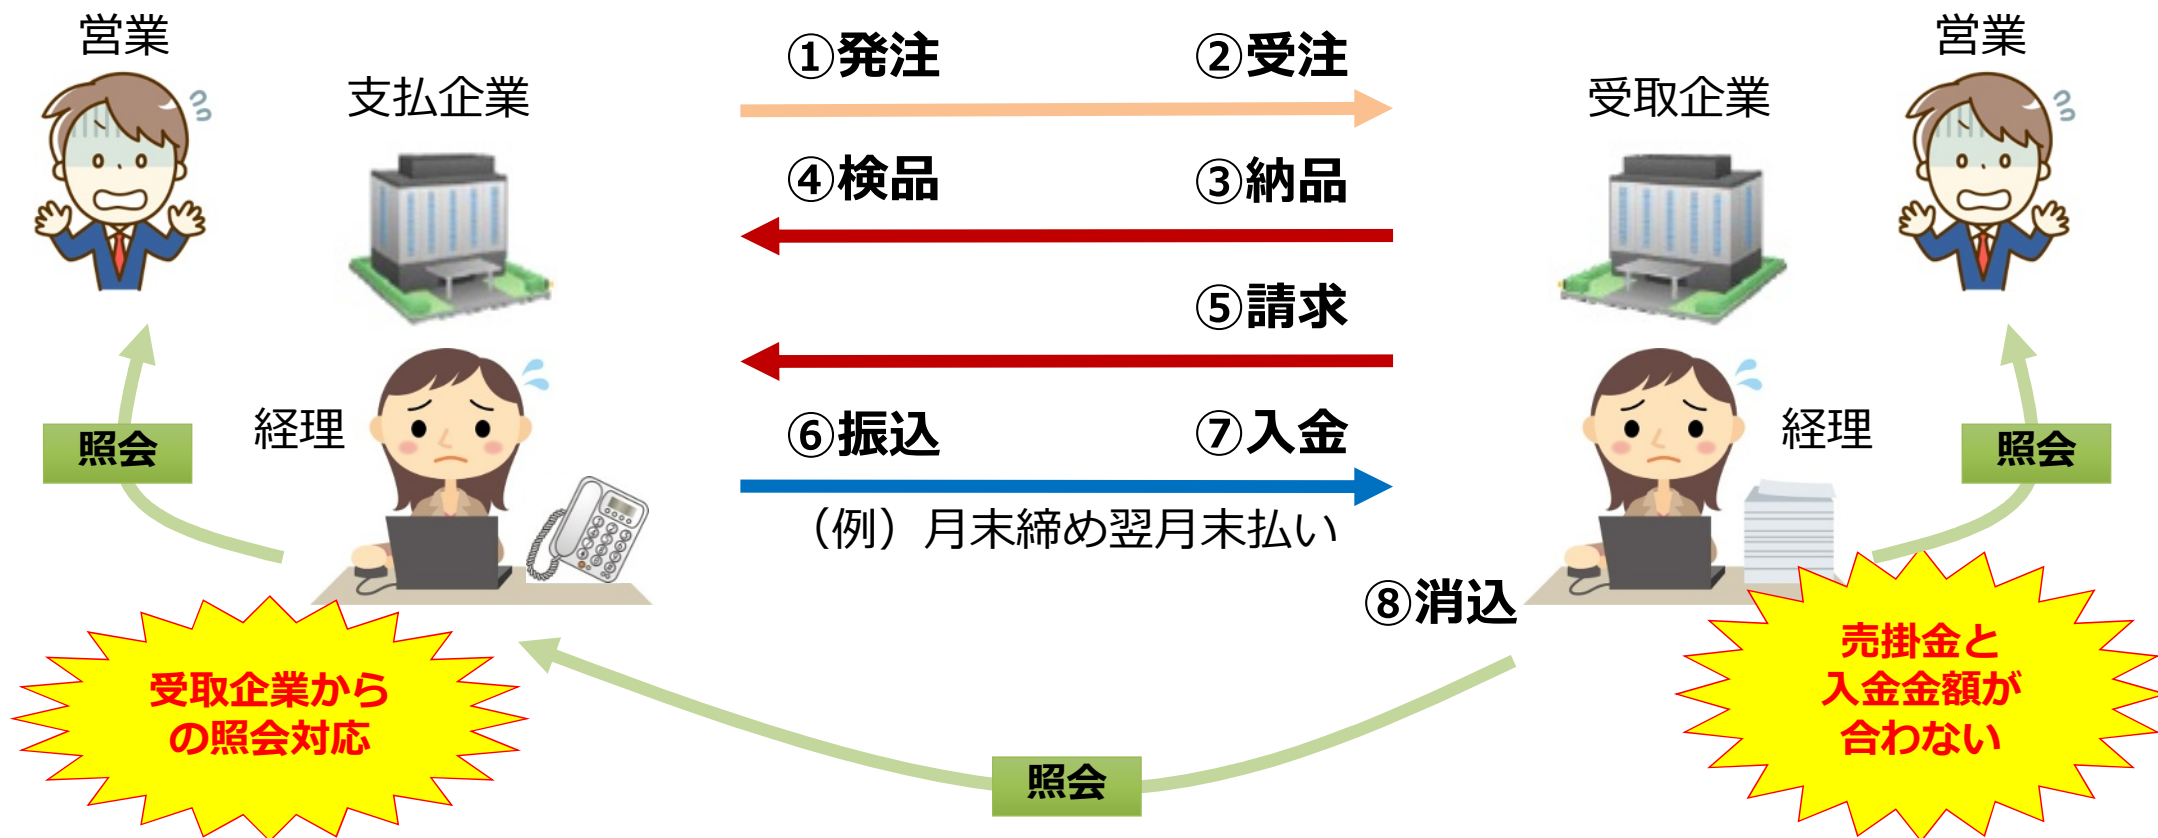 営業
支払企業
①発注
②受注
受取企業
営業
④検品
③納品
⑤請求
経理
照会
⑥振込
⑦入金
経理
照会
（例）月末締め翌月末払い
⑧消込
受取企業から
の照会対応
売掛金と
入金金額が
合わない
照会